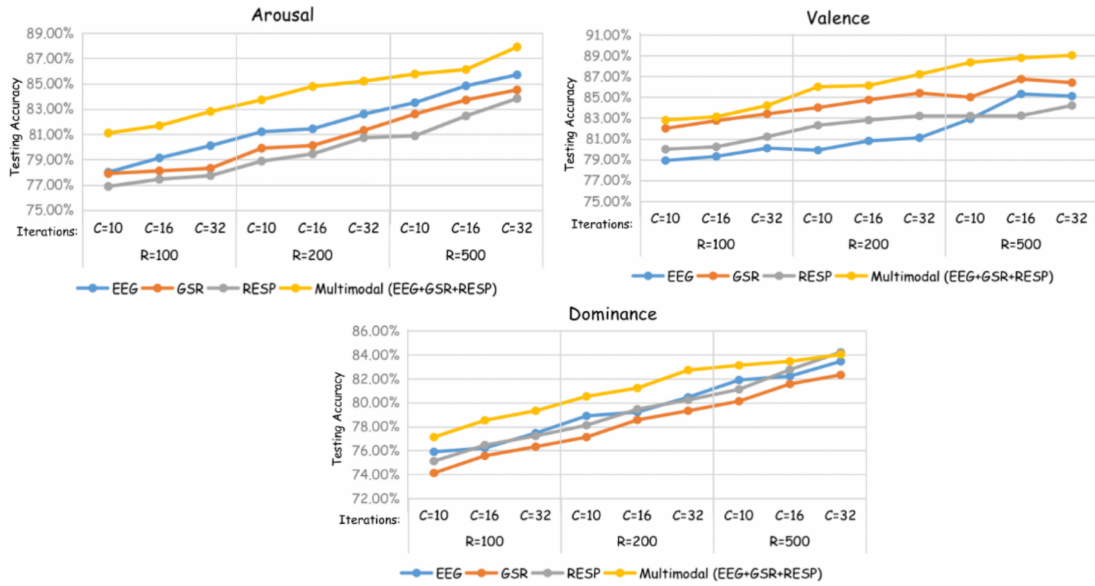 Arousal
Testing Accuracy
89.00%
87.00%
85.00%
83.00%
81.00%
79.00%
77.00%
75.00%
Iterations: C=10 C=16 C=32 C=10 C=16 C=32 C=10 C=16 C=32
R=100 R=200 R=500
EEG GSR RESP Multimodal (EEG+GSR+RESP)
Valence
Testing Accuracy
91.00%
89.00%
87.00%
85.00%
83.00%
81.00%
79.00%
77.00%
75.00%
Iterations: C=10 C=16 C=32 C=10 C=16 C=32 C=10 C=16 C=32
R=100 R=200 R=500
EEG GSR RESP Multimodal (EEG+GSR+RESP)
Dominance
Testing Accuracy
86.00%
84.00%
82.00%
80.00%
78.00%
76.00%
74.00%
72.00%
Iterations: C=10 C=16 C=32 C=10 C=16 C=32 C=10 C=16 C=32
R=100 R=200 R=500
EEG GSR RESP Multimodal (EEG+GSR+RESP)